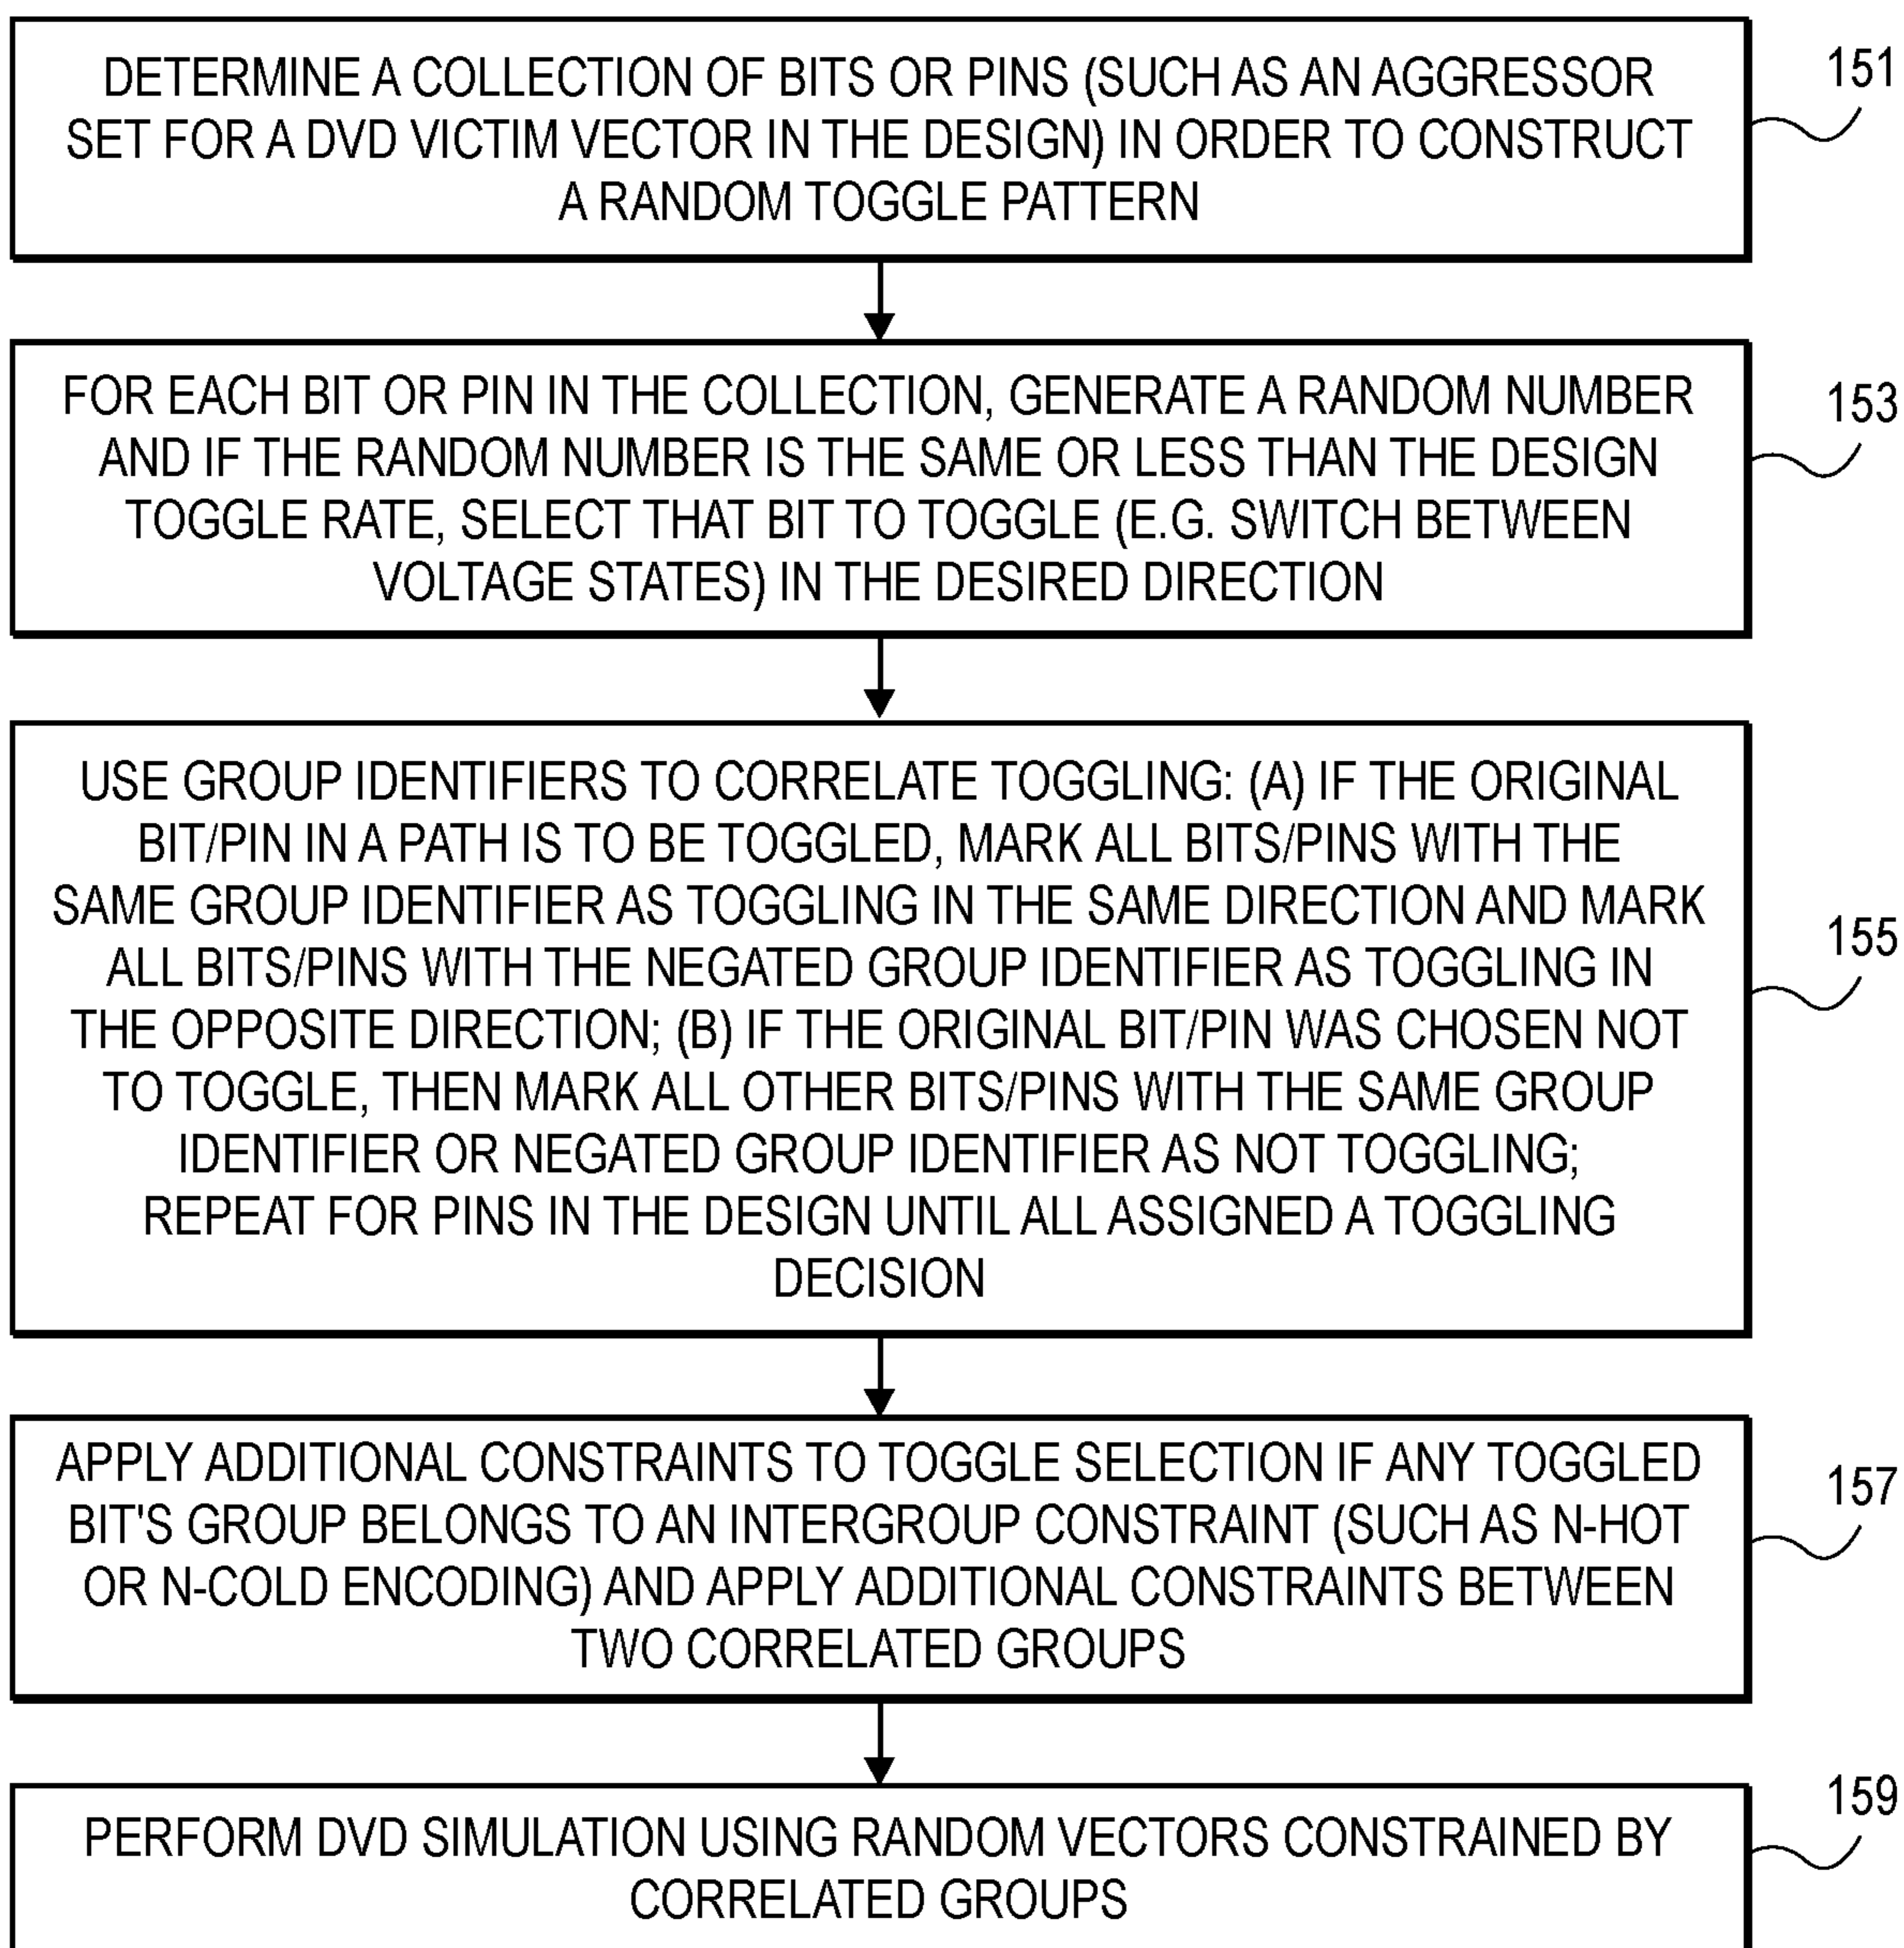 DETERMINE A COLLECTION OF BITS OR PINS (SUCH AS AN AGGRESSOR
SET FOR A DVD VICTIM VECTOR IN THE DESIGN) IN ORDER TO CONSTRUCT
A RANDOM TOGGLE PATTERN
151
FOR EACH BIT OR PIN IN THE COLLECTION, GENERATE A RANDOM NUMBER
AND IF THE RANDOM NUMBER IS THE SAME OR LESS THAN THE DESIGN
TOGGLE RATE, SELECT THAT BIT TO TOGGLE (E.G. SWITCH BETWEEN
VOLTAGE STATES) IN THE DESIRED DIRECTION
153
USE GROUP IDENTIFIERS TO CORRELATE TOGGLING: (A) IF THE ORIGINAL
BIT/PIN IN A PATH IS TO BE TOGGLED, MARK ALL BITS/PINS WITH THE
SAME GROUP IDENTIFIER AS TOGGLING IN THE SAME DIRECTION AND MARK
ALL BITS/PINS WITH THE NEGATED GROUP IDENTIFIER AS TOGGLING IN
THE OPPOSITE DIRECTION; (B) IF THE ORIGINAL BIT/PIN WAS CHOSEN NOT
TO TOGGLE, THEN MARK ALL OTHER BITS/PINS WITH THE SAME GROUP
IDENTIFIER OR NEGATED GROUP IDENTIFIER AS NOT TOGGLING;
REPEAT FOR PINS IN THE DESIGN UNTIL ALL ASSIGNED A TOGGLING
DECISION
155
APPLY ADDITIONAL CONSTRAINTS TO TOGGLE SELECTION IF ANY TOGGLED
BIT'S GROUP BELONGS TO AN INTERGROUP CONSTRAINT (SUCH AS N-HOT
OR N-COLD ENCODING) AND APPLY ADDITIONAL CONSTRAINTS BETWEEN
TWO CORRELATED GROUPS
157
PERFORM DVD SIMULATION USING RANDOM VECTORS CONSTRAINED BY
CORRELATED GROUPS
159